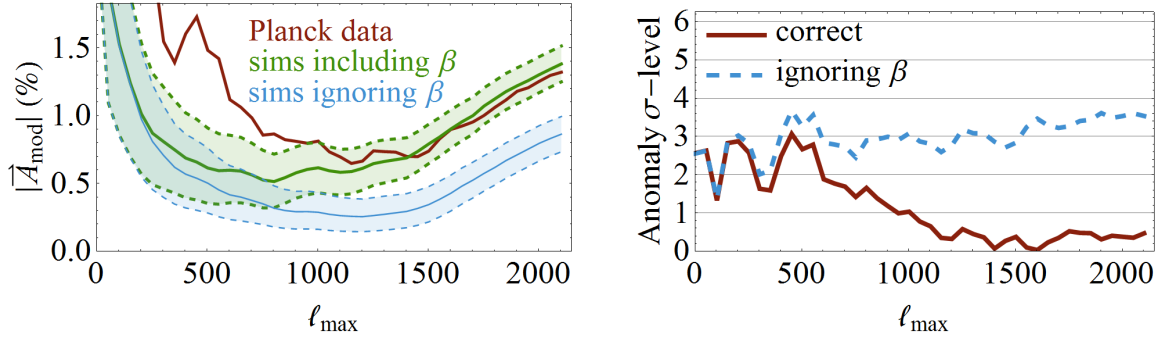 |A⃗mod| (%)
1.5
1.0
0.5
0.0
Planck data
sims including β
sims ignoring β
0 500 1000 1500 2000
ℓmax
Anomaly σ−level
6
5
4
3
2
1
0
correct
ignoring β
0 500 1000 1500 2000
ℓmax